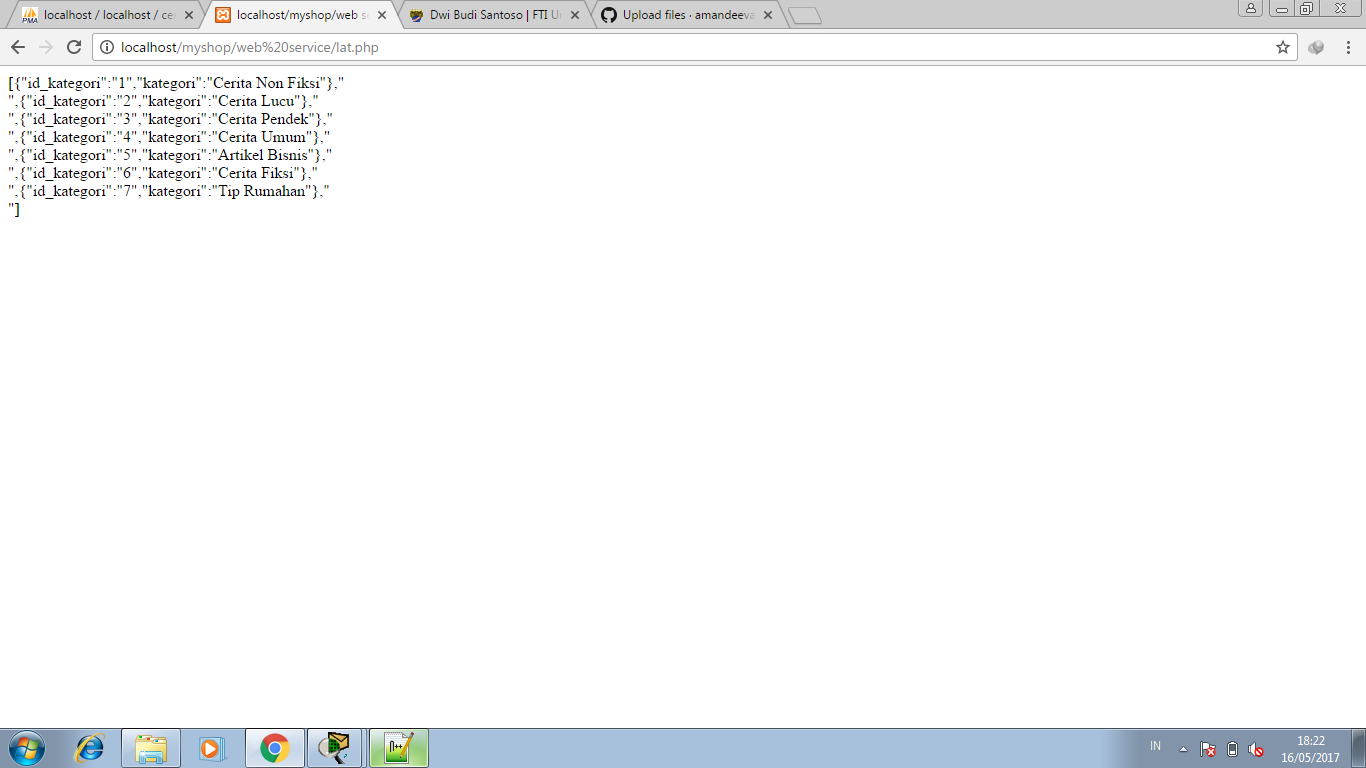 localhost / localhost / ce
localhost/myshop/web s
Dwi Budi Santoso | FTI U
Upload files · amandeeva
localhost/myshop/web%20service/lat.php
[{"id_kategori":"1","kategori":"Cerita Non Fiksi"},"
",{"id_kategori":"2","kategori":"Cerita Lucu"},"
",{"id_kategori":"3","kategori":"Cerita Pendek"},"
",{"id_kategori":"4","kategori":"Cerita Umum"},"
",{"id_kategori":"5","kategori":"Artikel Bisnis"},"
",{"id_kategori":"6","kategori":"Cerita Fiksi"},"
",{"id_kategori":"7","kategori":"Tip Rumahan"},"
"]
IN
18:22
16/05/2017